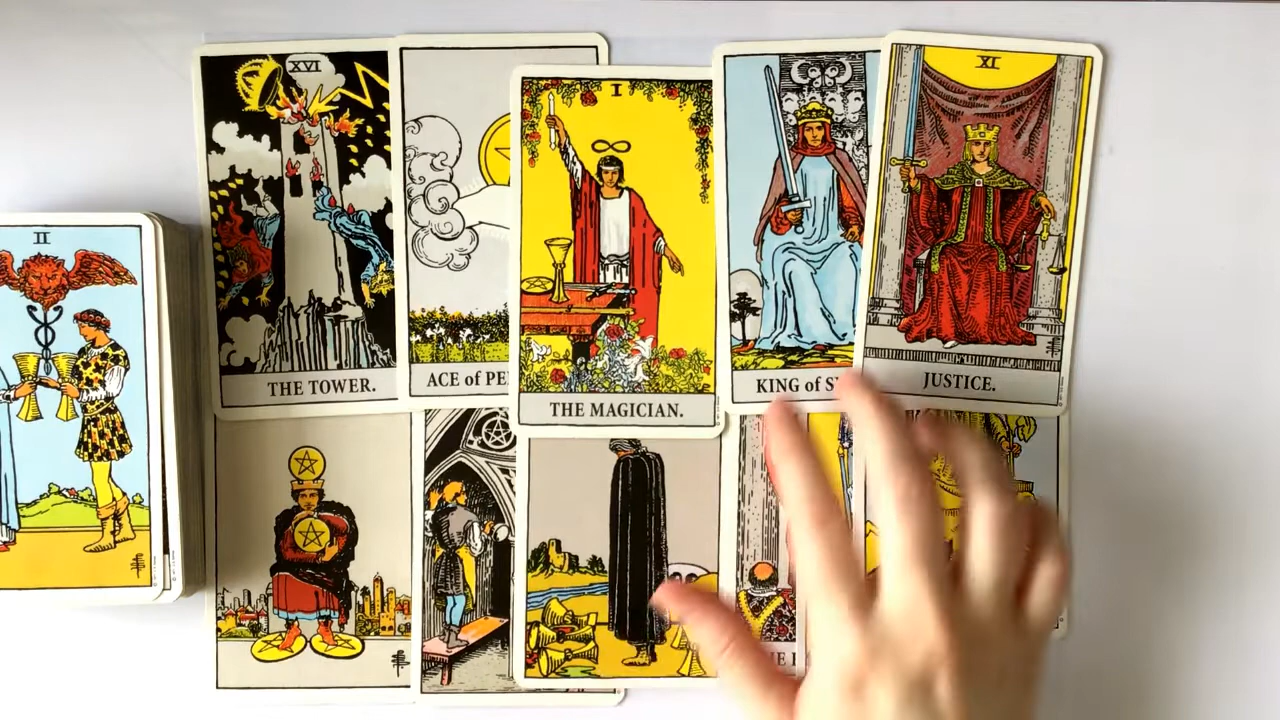 XVI
THE TOWER.
ACE of PE
I
THE MAGICIAN.
KING of S
XI
JUSTICE.
II